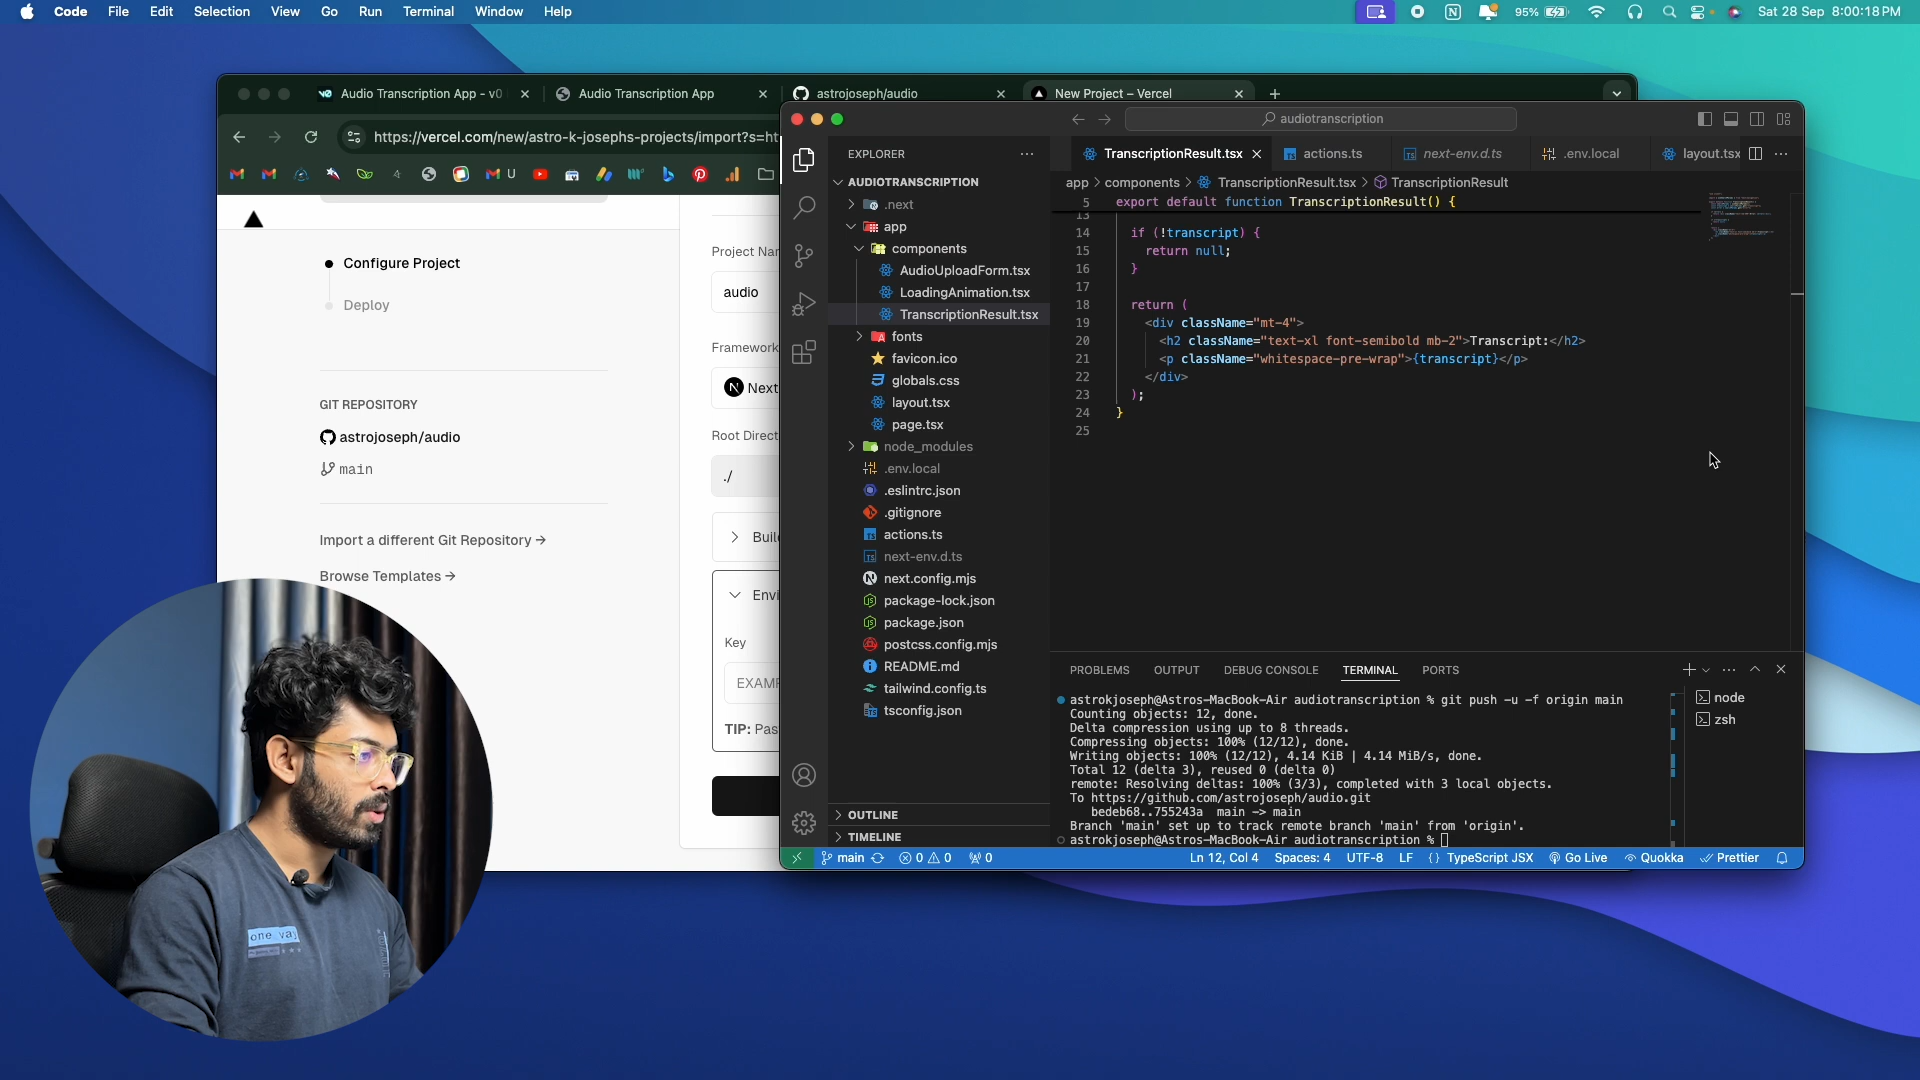 Code File Edit Selection View Go Run Terminal Window Help
95% Sat 28 Sep 8:00:18 PM
Audio Transcription App - v0
Audio Transcription App
astrojoseph/audio
New Project – Vercel
https://vercel.com/new/astro-k-josephs-projects/import?s=ht
U
Configure Project
Deploy
GIT REPOSITORY
astrojoseph/audio
main
Import a different Git Repository →
Browse Templates →
Project Nar
audio
Framework
Next
Root Direct
./
Buil
Envi
Key
EXAM
TIP: Pas
audiotranscription
EXPLORER
AUDIOTRANSCRIPTION
.next
app
components
AudioUploadForm.tsx
LoadingAnimation.tsx
TranscriptionResult.tsx
fonts
favicon.ico
globals.css
layout.tsx
page.tsx
node_modules
.env.local
.eslintrc.json
.gitignore
actions.ts
next-env.d.ts
next.config.mjs
package-lock.json
package.json
postcss.config.mjs
README.md
tailwind.config.ts
tsconfig.json
OUTLINE
TIMELINE
TranscriptionResult.tsx actions.ts next-env.d.ts .env.local layout.tsx
app > components > TranscriptionResult.tsx > TranscriptionResult
5 export default function TranscriptionResult() {
13
14 if (!transcript) {
15 return null;
16 }
17
18 return (
19 <div className="mt-4">
20 <h2 className="text-xl font-semibold mb-2">Transcript:</h2>
21 <p className="whitespace-pre-wrap">{transcript}</p>
22 </div>
23 );
24 }
25
PROBLEMS OUTPUT DEBUG CONSOLE TERMINAL PORTS
astrokjoseph@Astros-MacBook-Air audiotranscription % git push -u -f origin main
Counting objects: 12, done.
Delta compression using up to 8 threads.
Compressing objects: 100% (12/12), done.
Writing objects: 100% (12/12), 4.14 KiB | 4.14 MiB/s, done.
Total 12 (delta 3), reused 0 (delta 0)
remote: Resolving deltas: 100% (3/3), completed with 3 local objects.
To https://github.com/astrojoseph/audio.git
bedeb68..755243a main -> main
Branch 'main' set up to track remote branch 'main' from 'origin'.
astrokjoseph@Astros-MacBook-Air audiotranscription %
node
zsh
main 0 0 0 Ln 12, Col 4 Spaces: 4 UTF-8 LF {} TypeScript JSX Go Live Quokka Prettier
one vaj